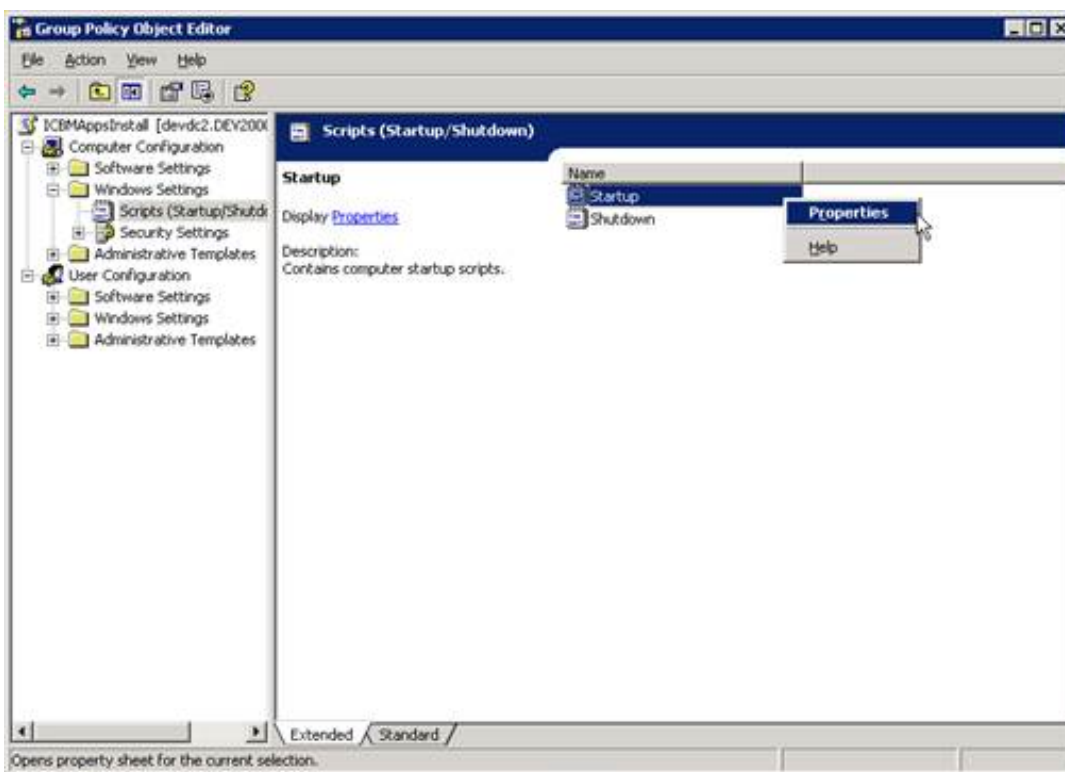 Group Policy Object Editor
File Action View Help
ICBMAppsInstall [devdc2.DEV200
Computer Configuration
Software Settings
Windows Settings
Scripts (Startup/Shutd
Security Settings
Administrative Templates
User Configuration
Software Settings
Windows Settings
Administrative Templates
Scripts (Startup/Shutdown)
Startup
Display Properties
Description:
Contains computer startup scripts.
Name
Startup
Shutdown
Properties
Help
Extended Standard
Opens property sheet for the current selection.